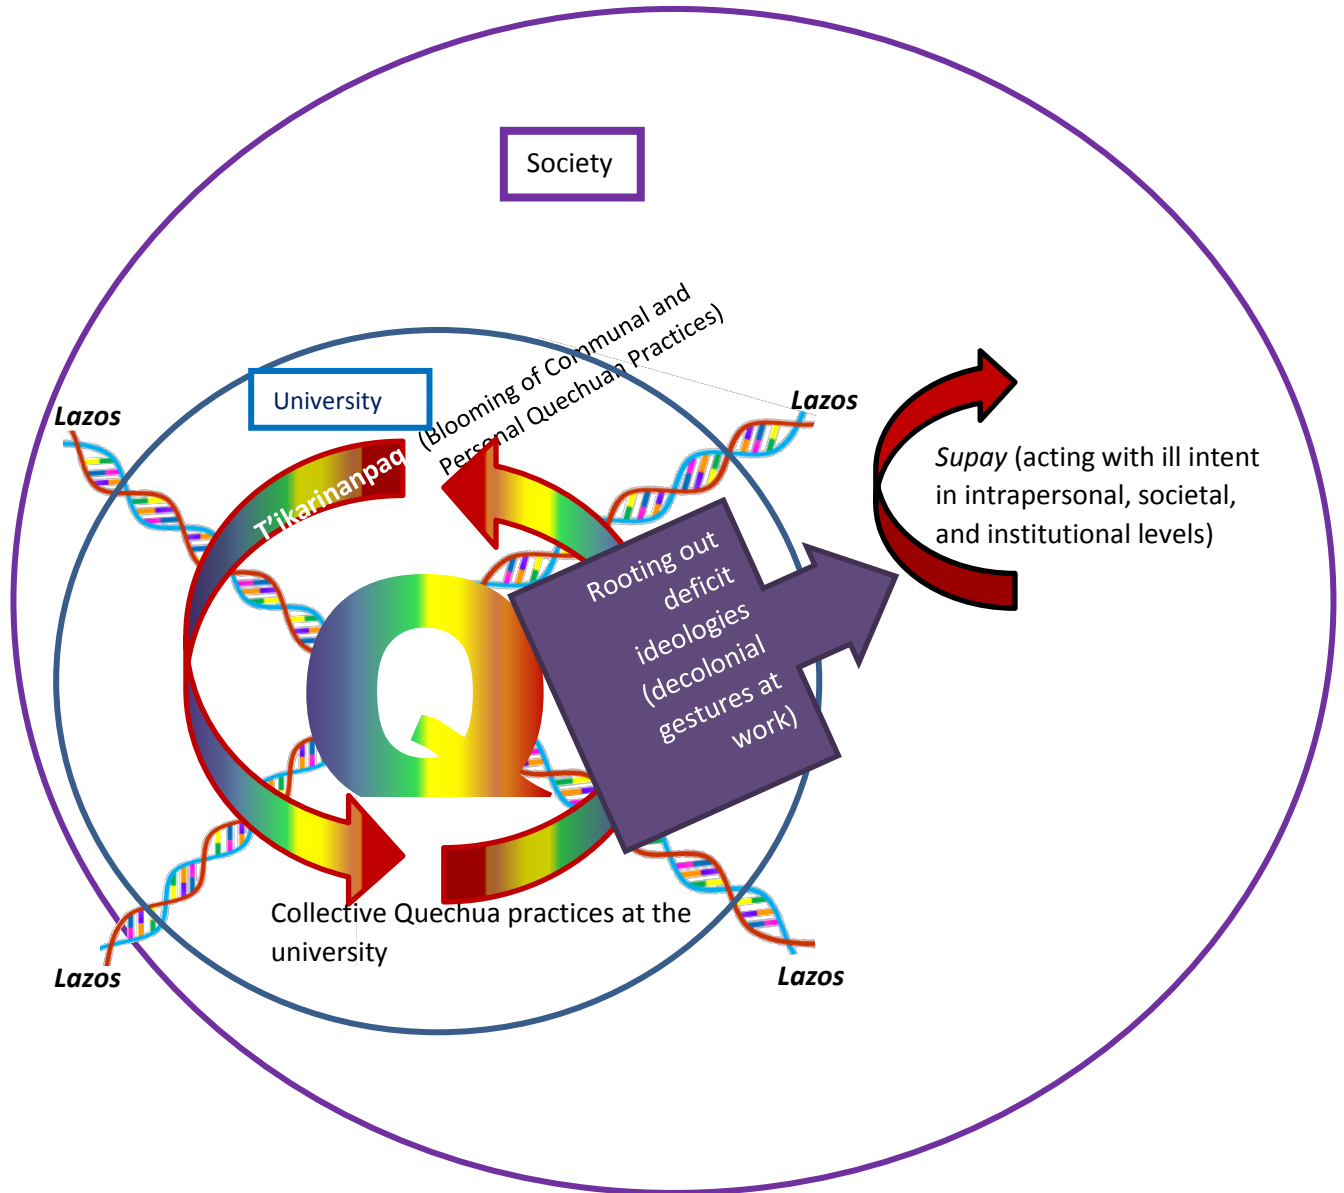 Society
(Blooming of Communal and
Personal Quechuan Practices)
University
Lazos
Lazos
T’ikarinanpaq
Supay (acting with ill intent
in intrapersonal, societal,
and institutional levels)
Rooting out
deficit
ideologies
(decolonial
gestures at
work)
Q
Collective Quechua practices at the
university
Lazos
Lazos